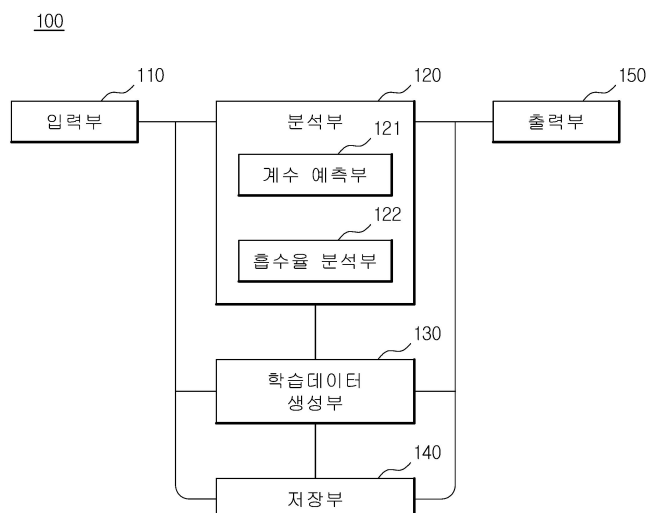 100
110
입력부
120
분석부
150
출력부
121
계수 예측부
122
흡수율 분석부
130
학습데이터
생성부
140
저장부